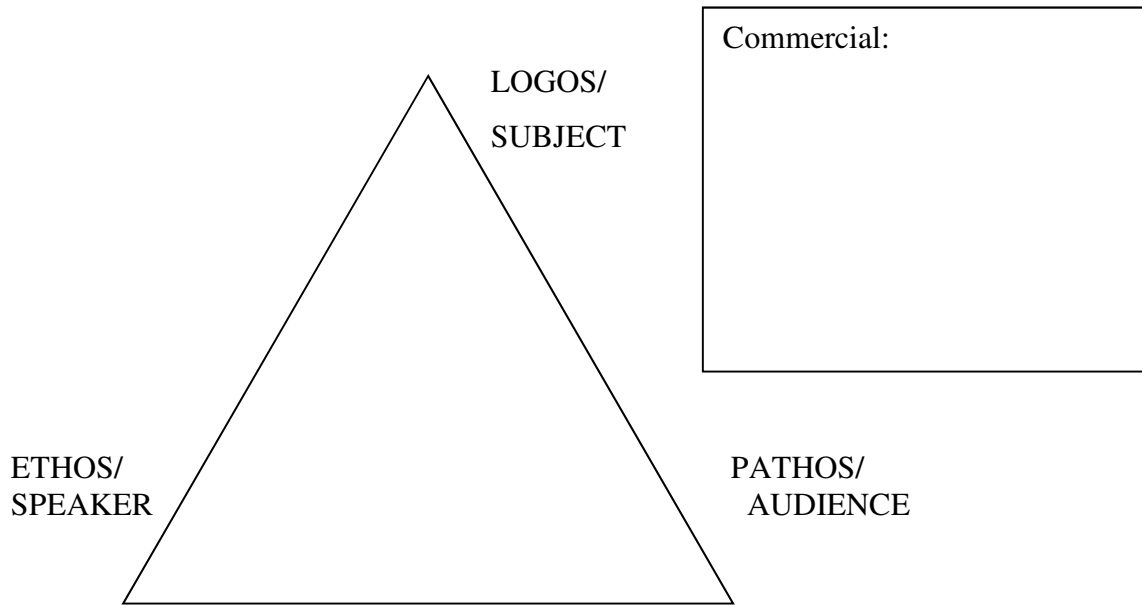 Commercial:
LOGOS/
SUBJECT
ETHOS/
SPEAKER
PATHOS/
AUDIENCE